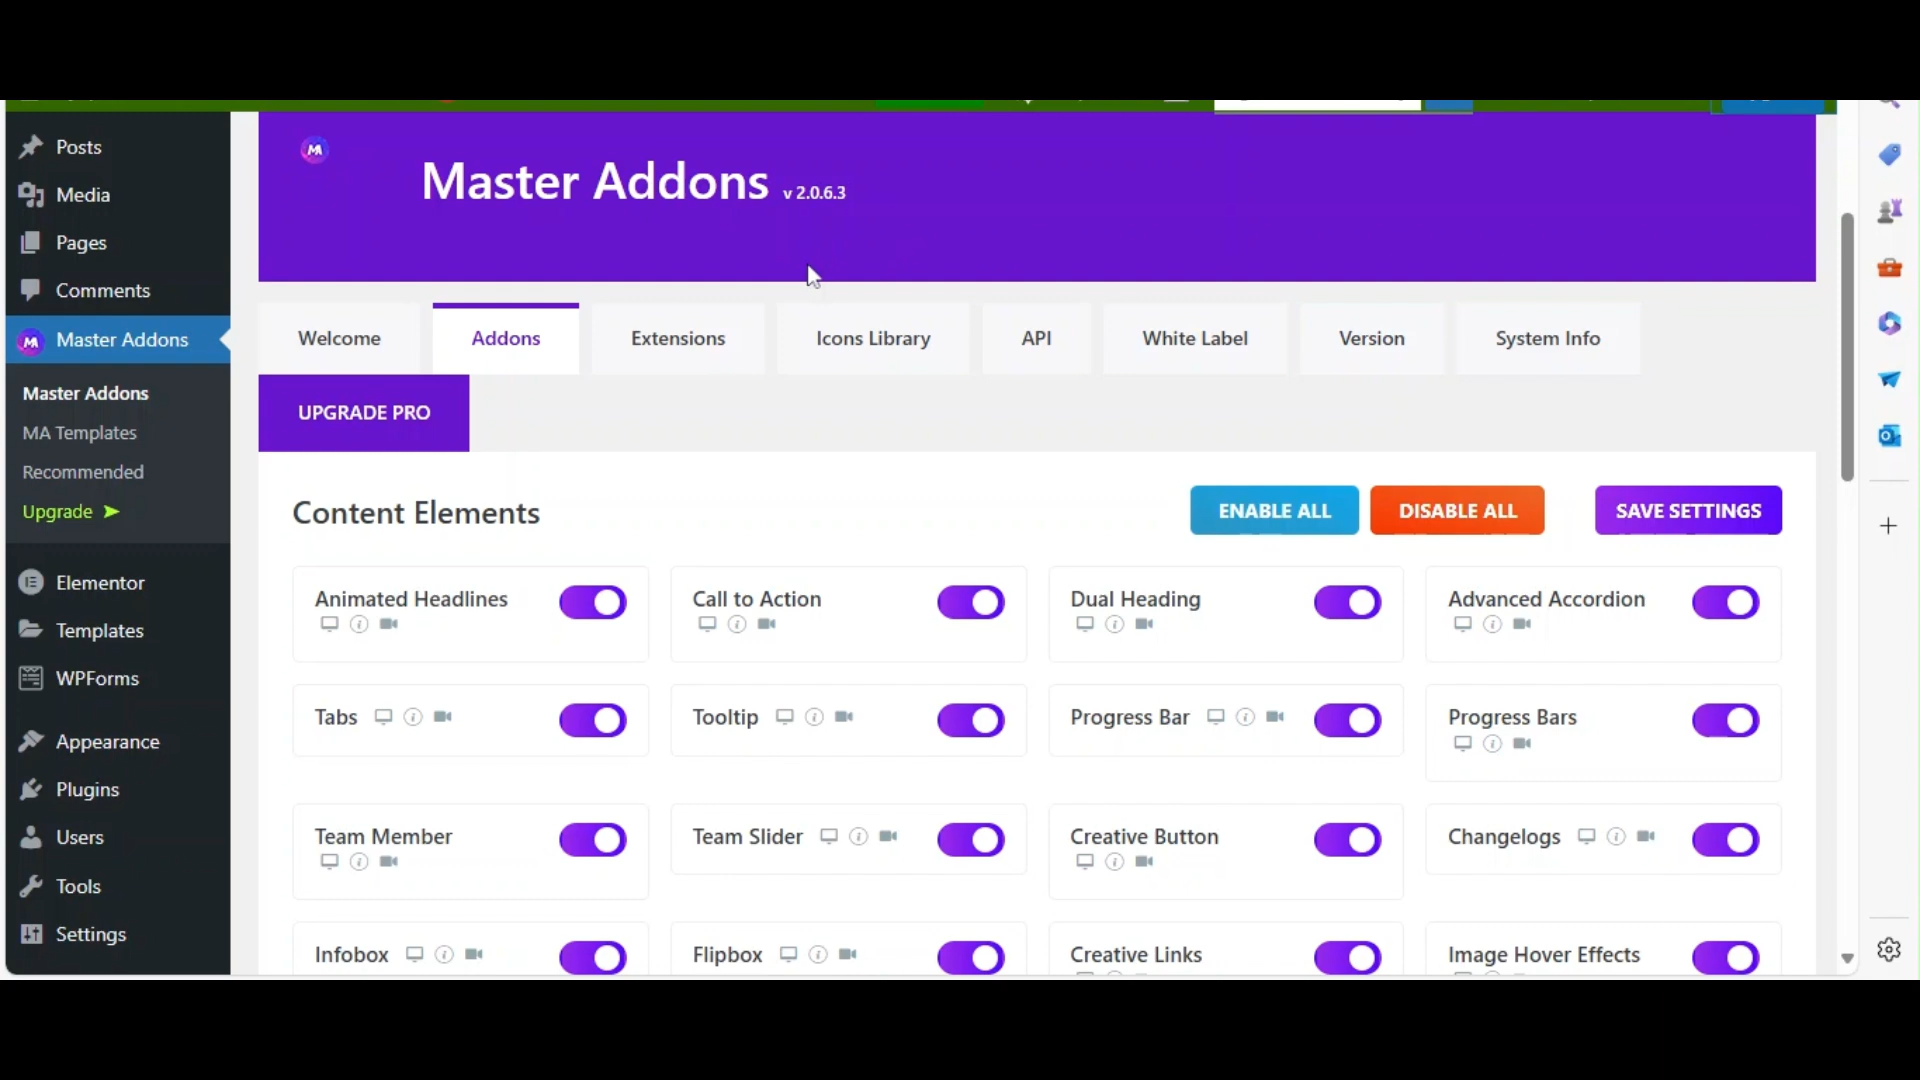 Posts
Media
Pages
Comments
Master Addons
Master Addons
MA Templates
Recommended
Upgrade ➤
Elementor
Templates
WPForms
Appearance
Plugins
Users
Tools
Settings
Master Addons v 2.0.6.3
Welcome Addons Extensions Icons Library API White Label Version System Info
UPGRADE PRO
Content Elements ENABLE ALL DISABLE ALL SAVE SETTINGS
Animated Headlines Call to Action Dual Heading Advanced Accordion
Tabs Tooltip Progress Bar Progress Bars
Team Member Team Slider Creative Button Changelogs
Infobox Flipbox Creative Links Image Hover Effects